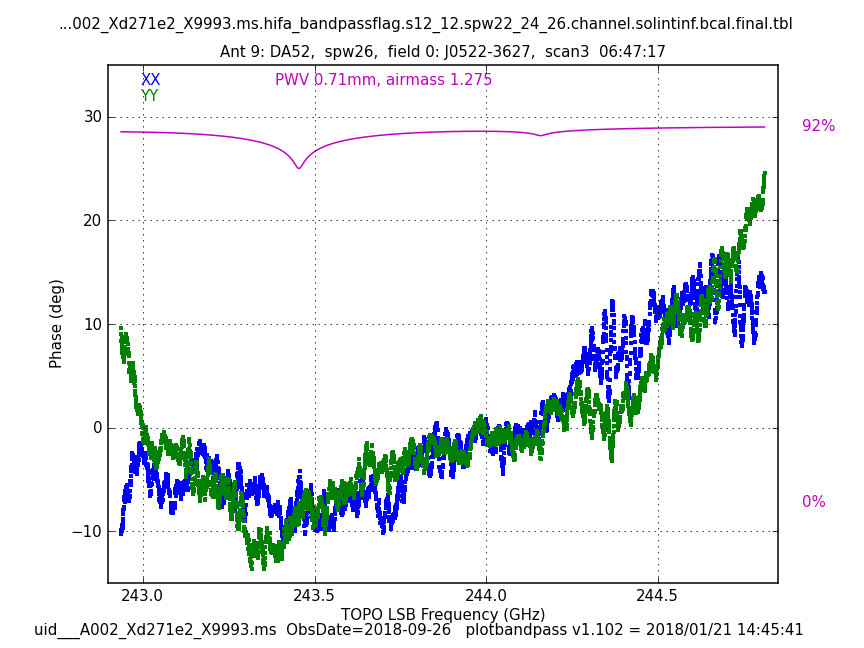 ...002_Xd271e2_X9993.ms.hifa_bandpassflag.s12_12.spw22_24_26.channel.solintinf.bcal.final.tbl
Ant 9: DA52,  spw26,  field 0: J0522-3627,  scan3  06:47:17
XX
PWV 0.71mm, airmass 1.275
YY
30
92%
20
10
0
−10
0%
Phase (deg)
243.0 243.5 244.0 244.5
TOPO LSB Frequency (GHz)
uid___A002_Xd271e2_X9993.ms  ObsDate=2018-09-26   plotbandpass v1.102 = 2018/01/21 14:45:41